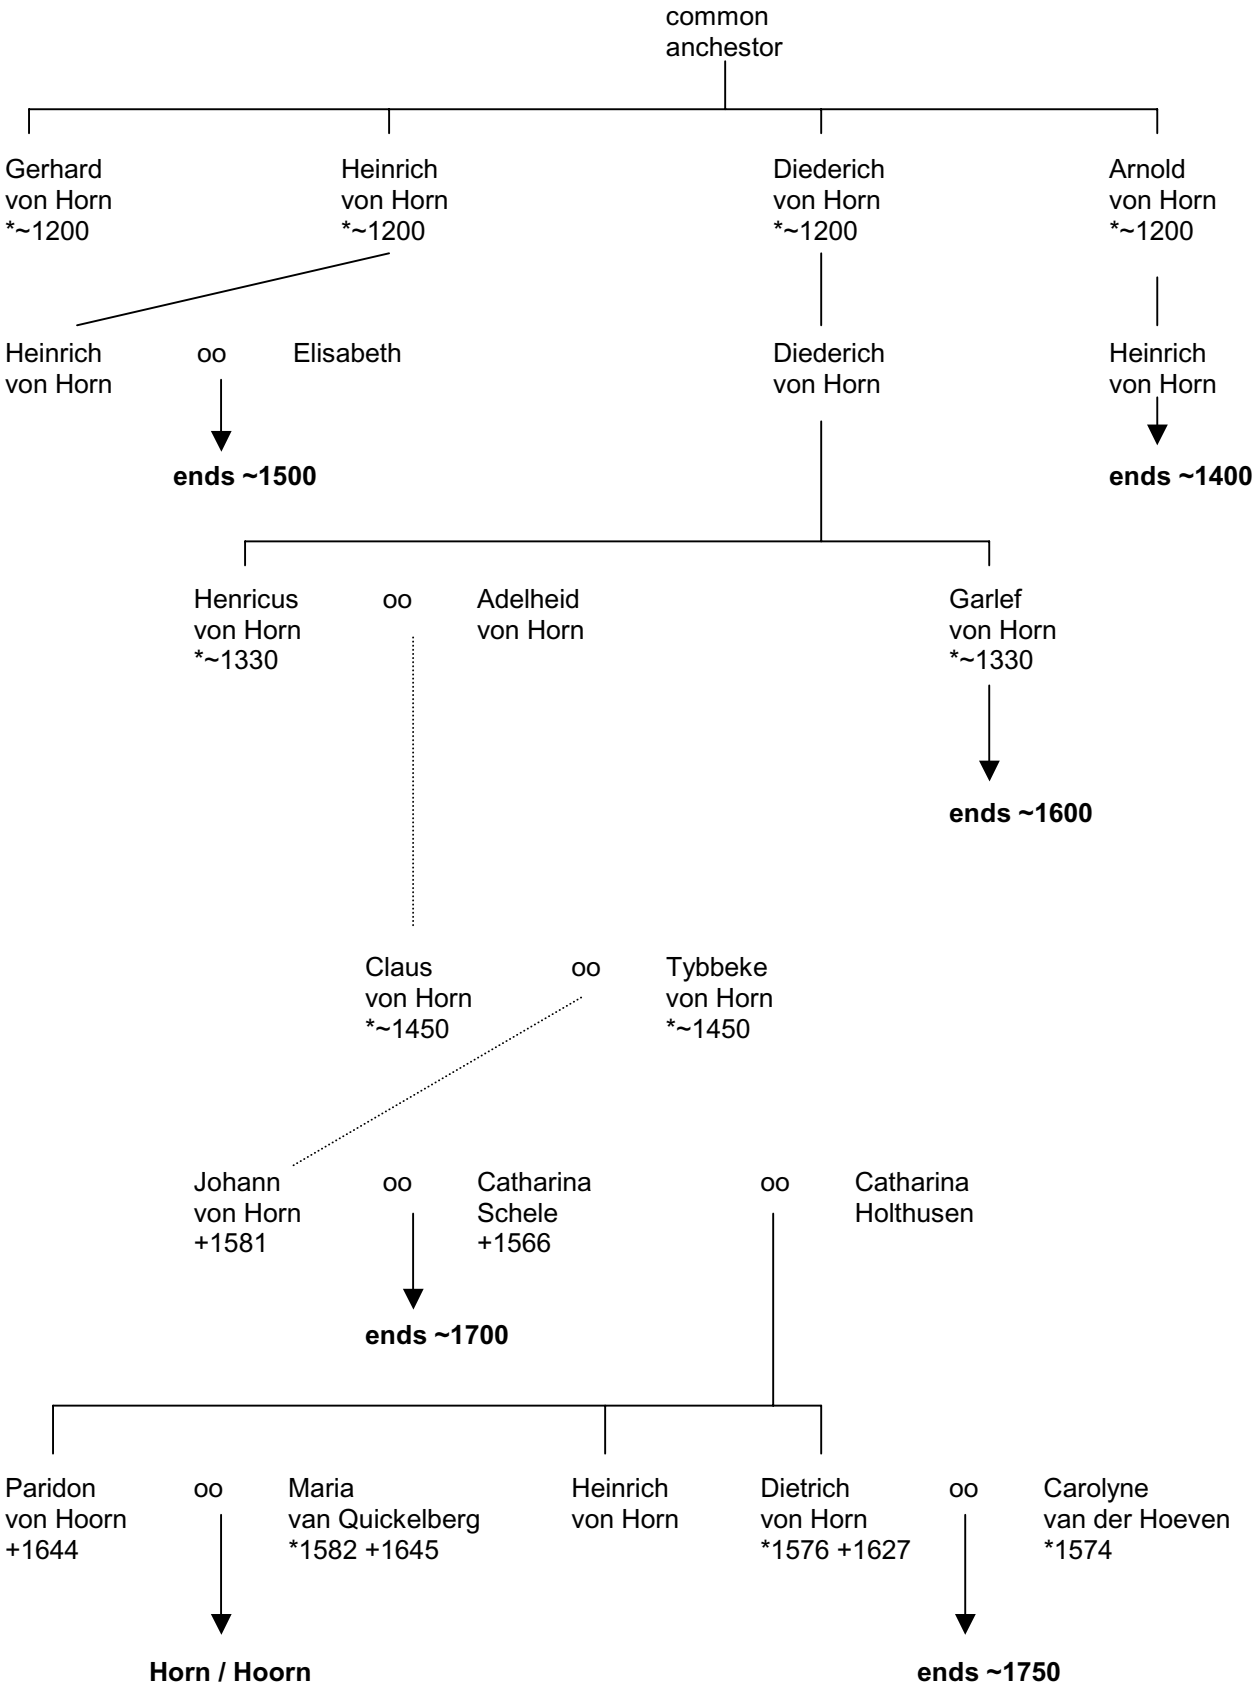 common
anchestor
Gerhard
von Horn
*~1200
Heinrich
von Horn
*~1200
Diederich
von Horn
*~1200
Arnold
von Horn
*~1200
Heinrich
von Horn
oo
Elisabeth
Diederich
von Horn
Heinrich
von Horn
ends ~1500
ends ~1400
Henricus
von Horn
*~1330
oo
Adelheid
von Horn
Garlef
von Horn
*~1330
ends ~1600
Claus
von Horn
*~1450
oo
Tybbeke
von Horn
*~1450
Johann
von Horn
+1581
oo
Catharina
Schele
+1566
oo
Catharina
Holthusen
ends ~1700
Paridon
von Hoorn
+1644
oo
Maria
van Quickelberg
*1582 +1645
Heinrich
von Horn
Dietrich
von Horn
*1576 +1627
oo
Carolyne
van der Hoeven
*1574
Horn / Hoorn
ends ~1750